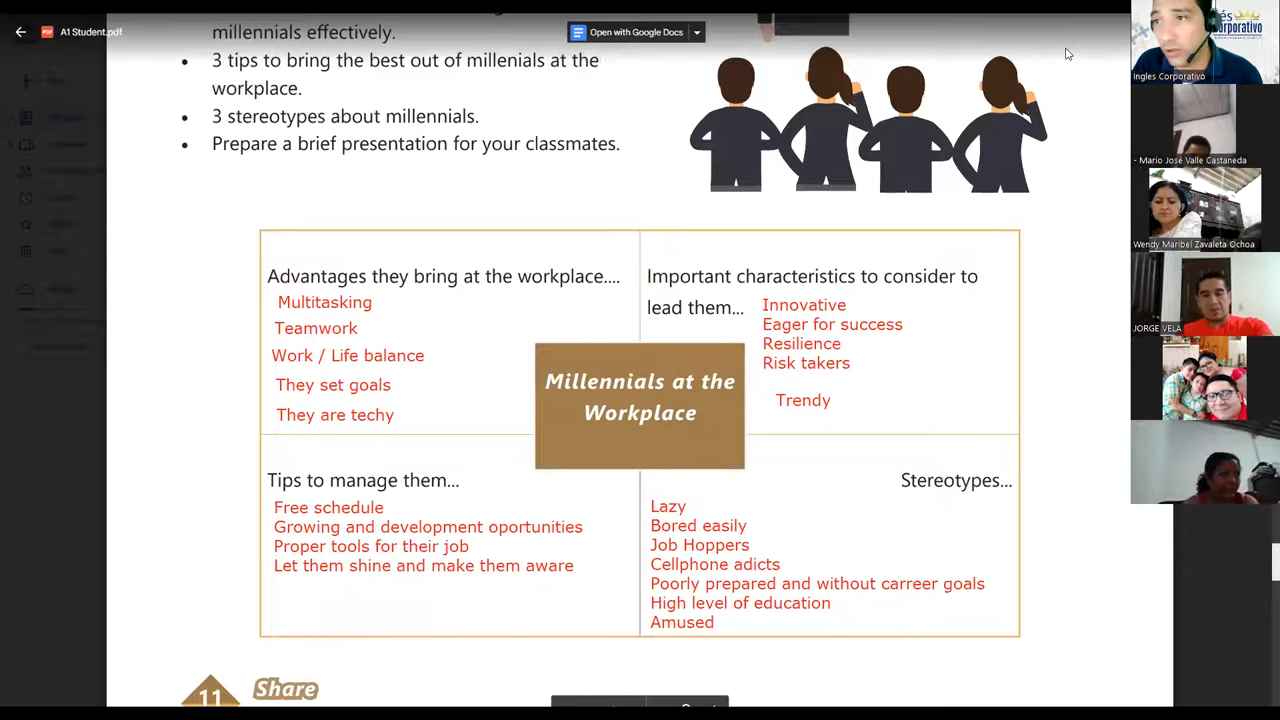 A1 Student.pdf
Open with Google Docs
millennials effectively.
• 3 tips to bring the best out of millenials at the
workplace.
• 3 stereotypes about millennials.
• Prepare a brief presentation for your classmates.
Advantages they bring at the workplace....
Multitasking
Teamwork
Work / Life balance
They set goals
They are techy
Important characteristics to consider to
lead them...
Innovative
Eager for success
Resilience
Risk takers
Trendy
Millennials at the
Workplace
Tips to manage them...
Free schedule
Growing and development oportunities
Proper tools for their job
Let them shine and make them aware
Stereotypes...
Lazy
Bored easily
Job Hoppers
Cellphone adicts
Poorly prepared and without carreer goals
High level of education
Amused
11
Share
Corporativo
Ingles Corporativo
- Mario José Valle Castaneda
Wendy Maribel Zavaleta Ochoa
JORGE VELA